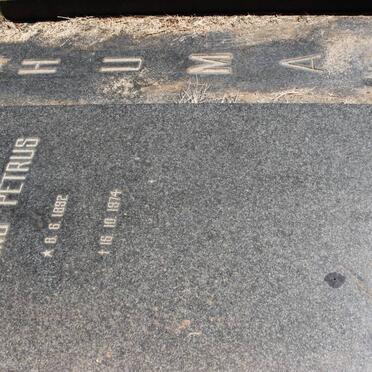 HUMA
PETRUS
* 8. 6. 1892
† 16. 10. 1974